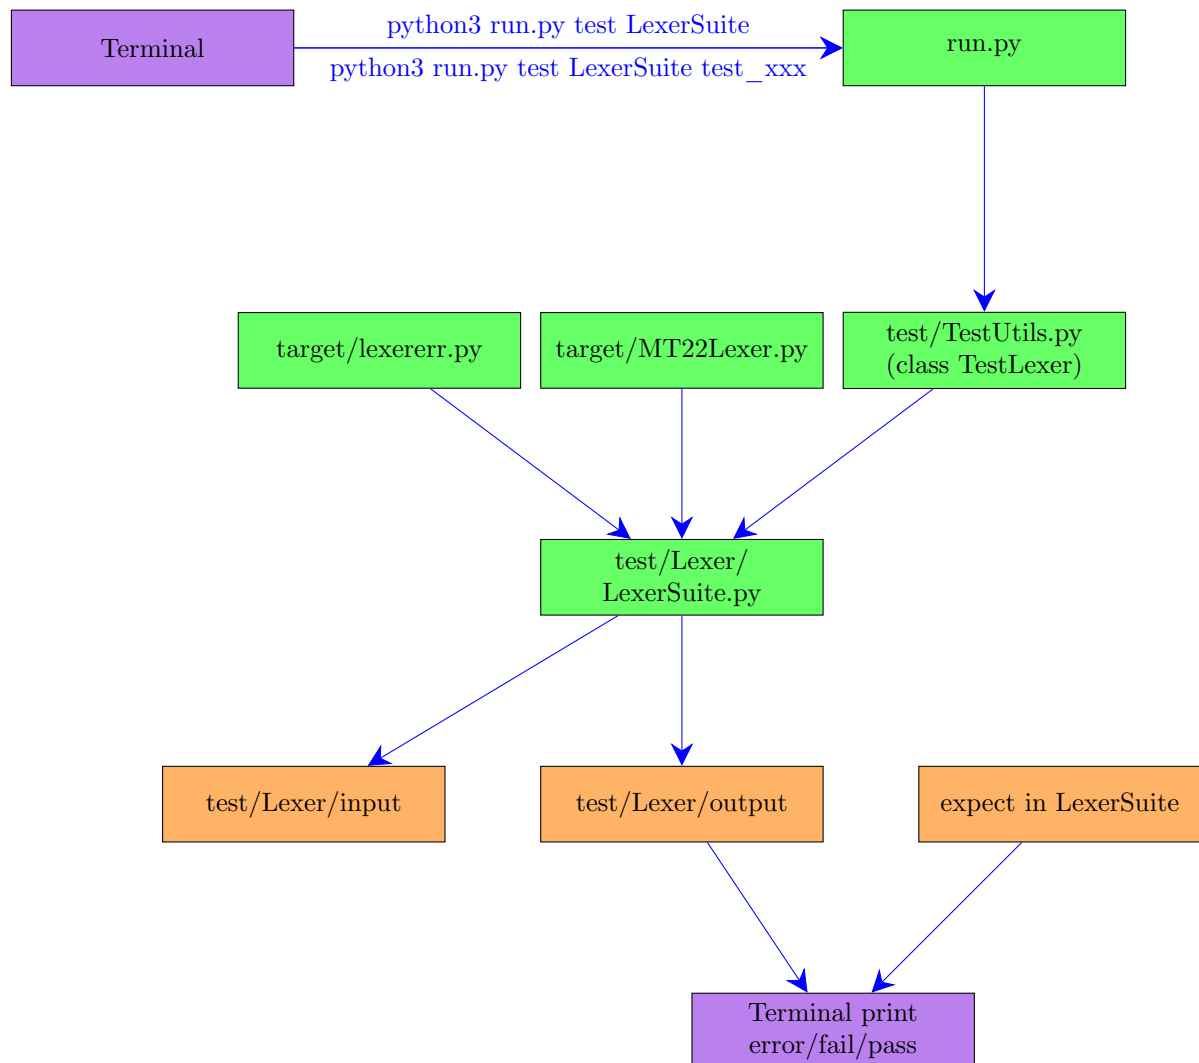 python3 run.py test LexerSuite
Terminal
run.py
python3 run.py test LexerSuite test_xxx
target/lexererr.py
target/MT22Lexer.py
test/TestUtils.py
(class TestLexer)
test/Lexer/
LexerSuite.py
test/Lexer/input
test/Lexer/output
expect in LexerSuite
Terminal print
error/fail/pass